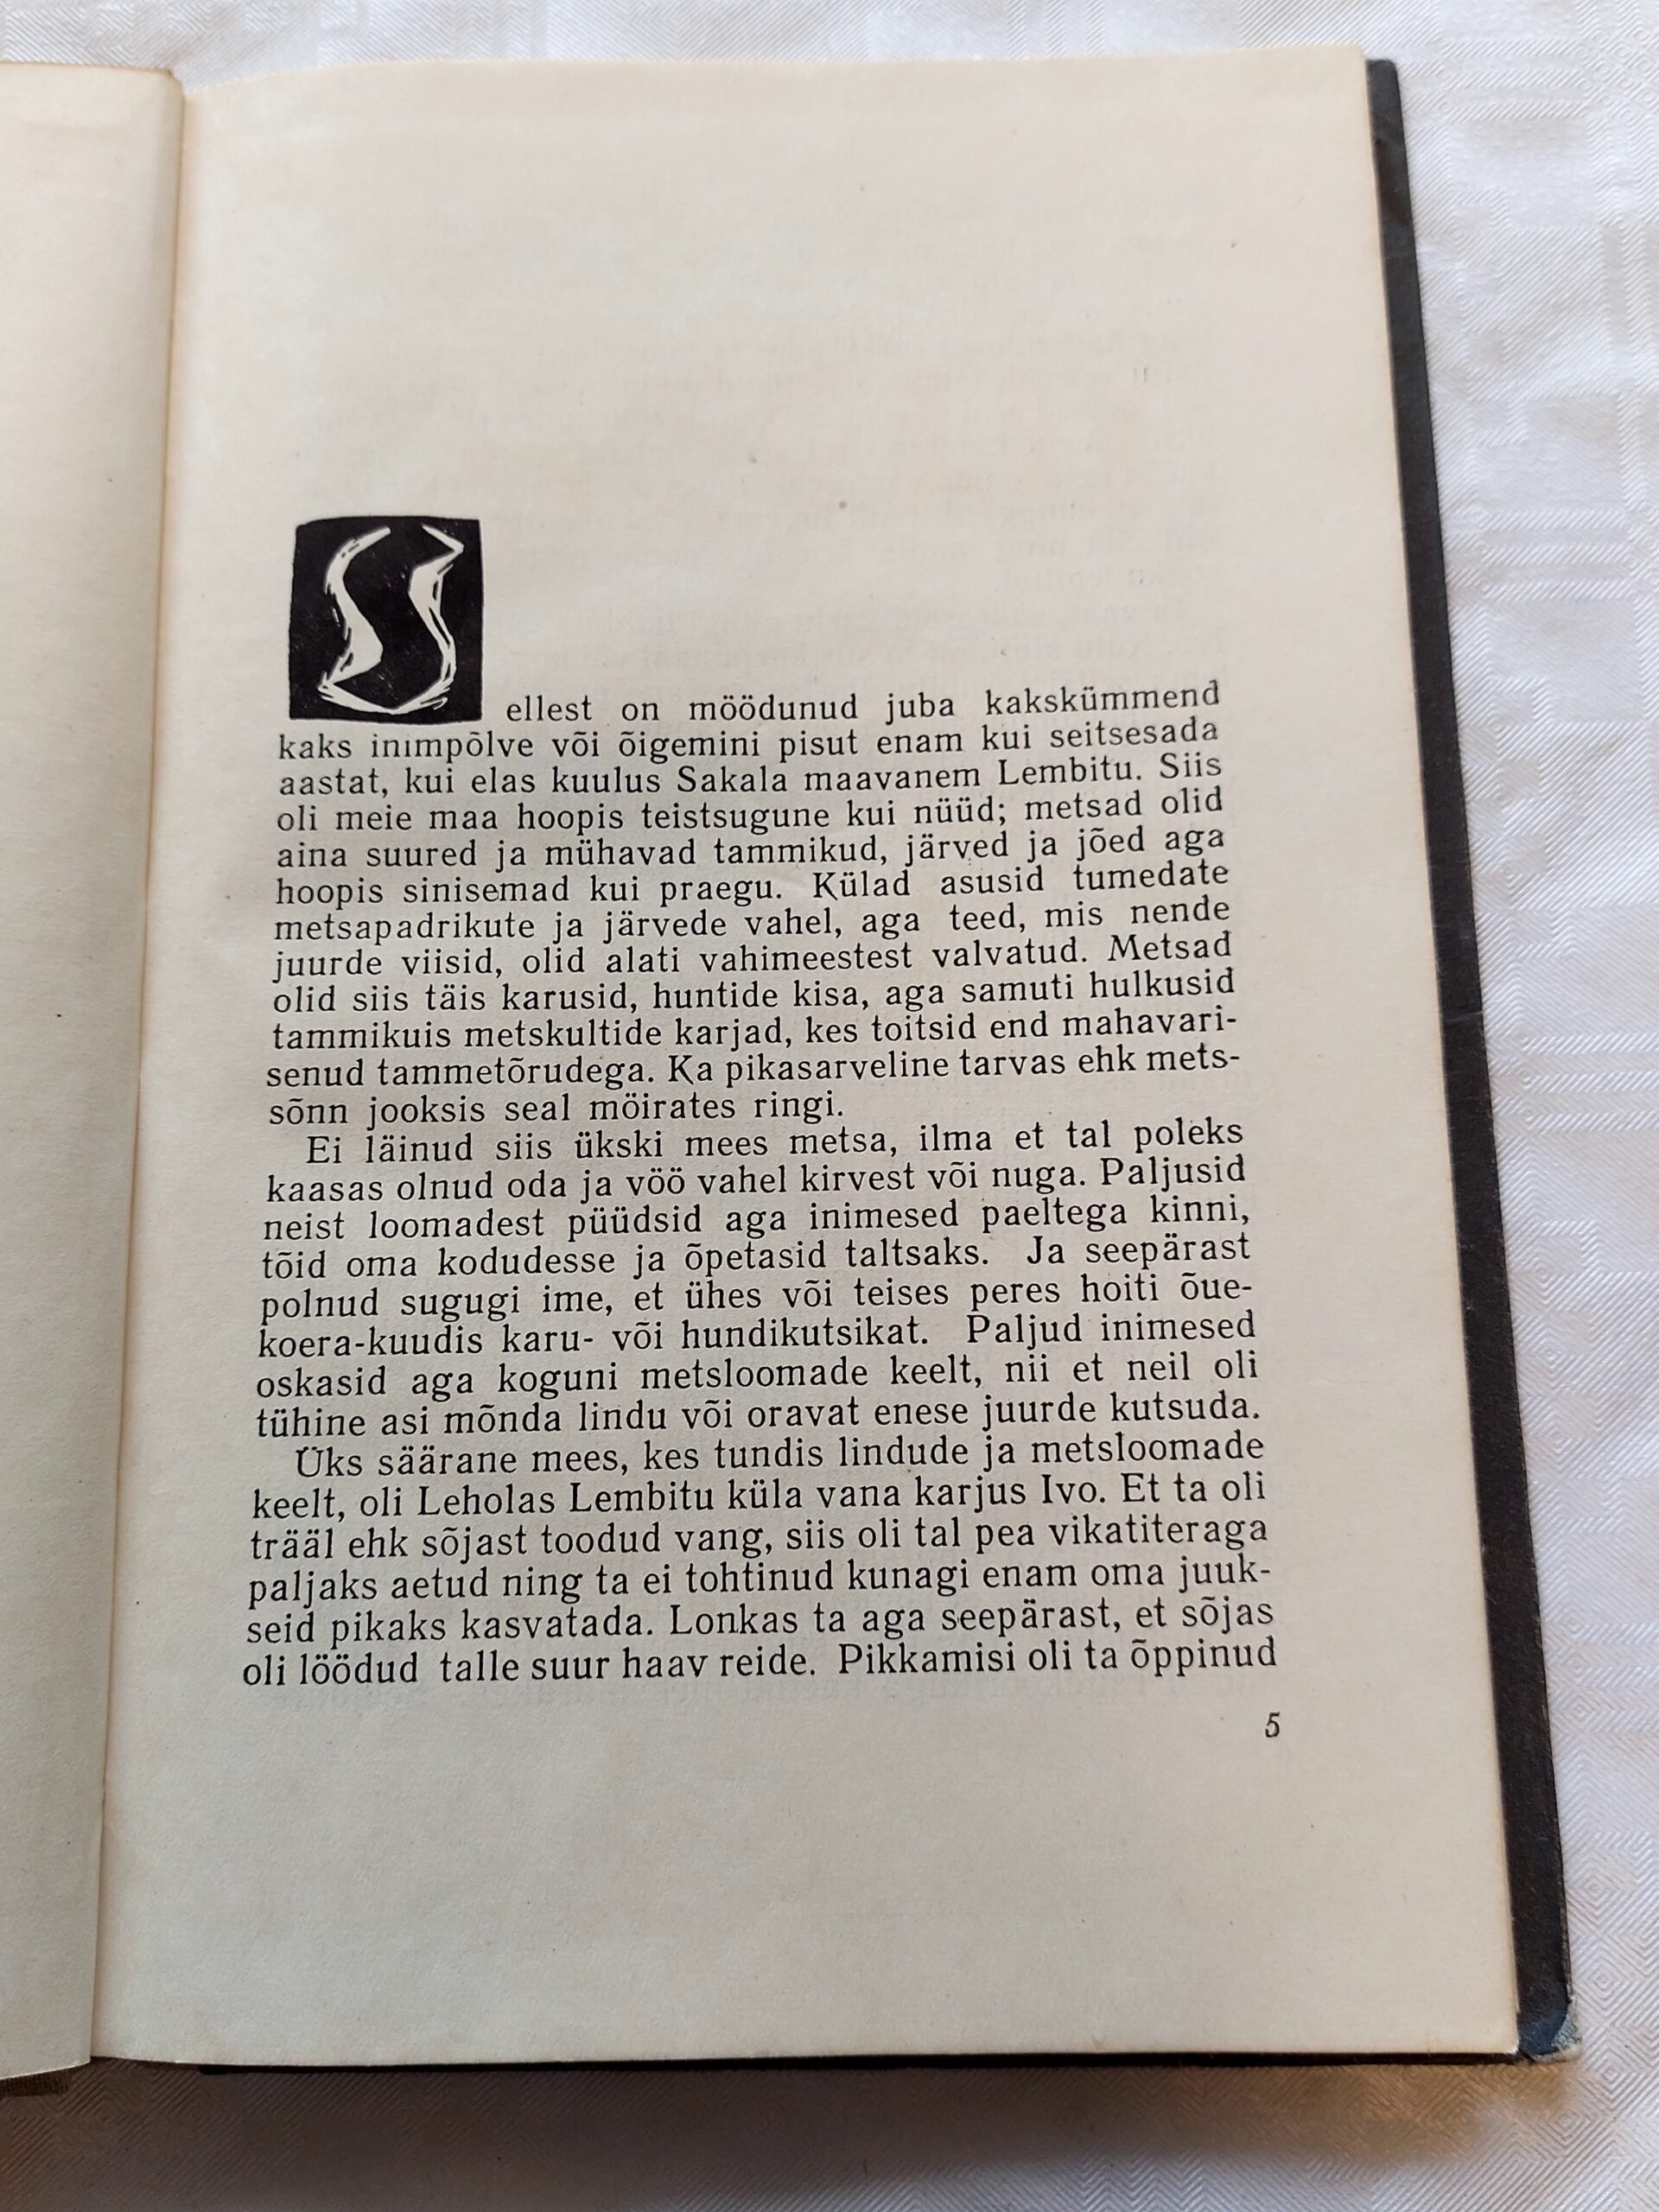 Sellest on möödunud juba kakskümmend
kaks inimpõlve või õigemini pisut enam kui seitsesada
aastat, kui elas kuulus Sakala maavanem Lembitu. Siis
oli meie maa hoopis teistsugune kui nüüd; metsad olid
aina suured ja mühavad tammikud, järved ja jõed aga
hoopis sinisemad kui praegu. Külad asusid tumedate
metsapadrikute ja järvede vahel, aga teed, mis nende
juurde viisid, olid alati vahimeestest valvatud. Metsad
olid siis täis karusid, huntide kisa, aga samuti hulkusid
tammikuis metskultide karjad, kes toitsid end mahavari-
senud tammetõrudega. Ka pikasarveline tarvas ehk mets-
sõnn jooksis seal möirates ringi.
Ei läinud siis ükski mees metsa, ilma et tal poleks
kaasas olnud oda ja vöö vahel kirvest või nuga. Paljusid
neist loomadest püüdsid aga inimesed paeltega kinni,
tõid oma kodudesse ja õpetasid taltsaks. Ja seepärast
polnud sugugi ime, et ühes või teises peres hoiti õue-
koera-kuudis karu- või hundikutsikat. Paljud inimesed
oskasid aga koguni metsloomade keelt, nii et neil oli
tühine asi mõnda lindu või oravat enese juurde kutsuda.
Üks säärane mees, kes tundis lindude ja metsloomade
keelt, oli Leholas Lembitu küla vana karjus Ivo. Et ta oli
trääl ehk sõjast toodud vang, siis oli tal pea vikatiteraga
paljaks aetud ning ta ei tohtinud kunagi enam oma juuk-
seid pikaks kasvatada. Lonkas ta aga seepärast, et sõjas
oli löödud talle suur haav reide. Pikkamisi oli ta õppinud
5